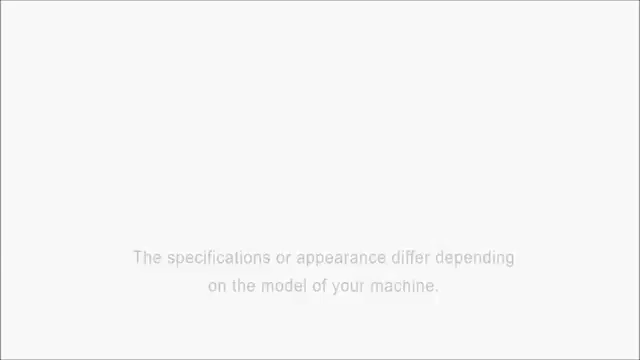 The specifications or appearance differ depending
on the model of your machine.